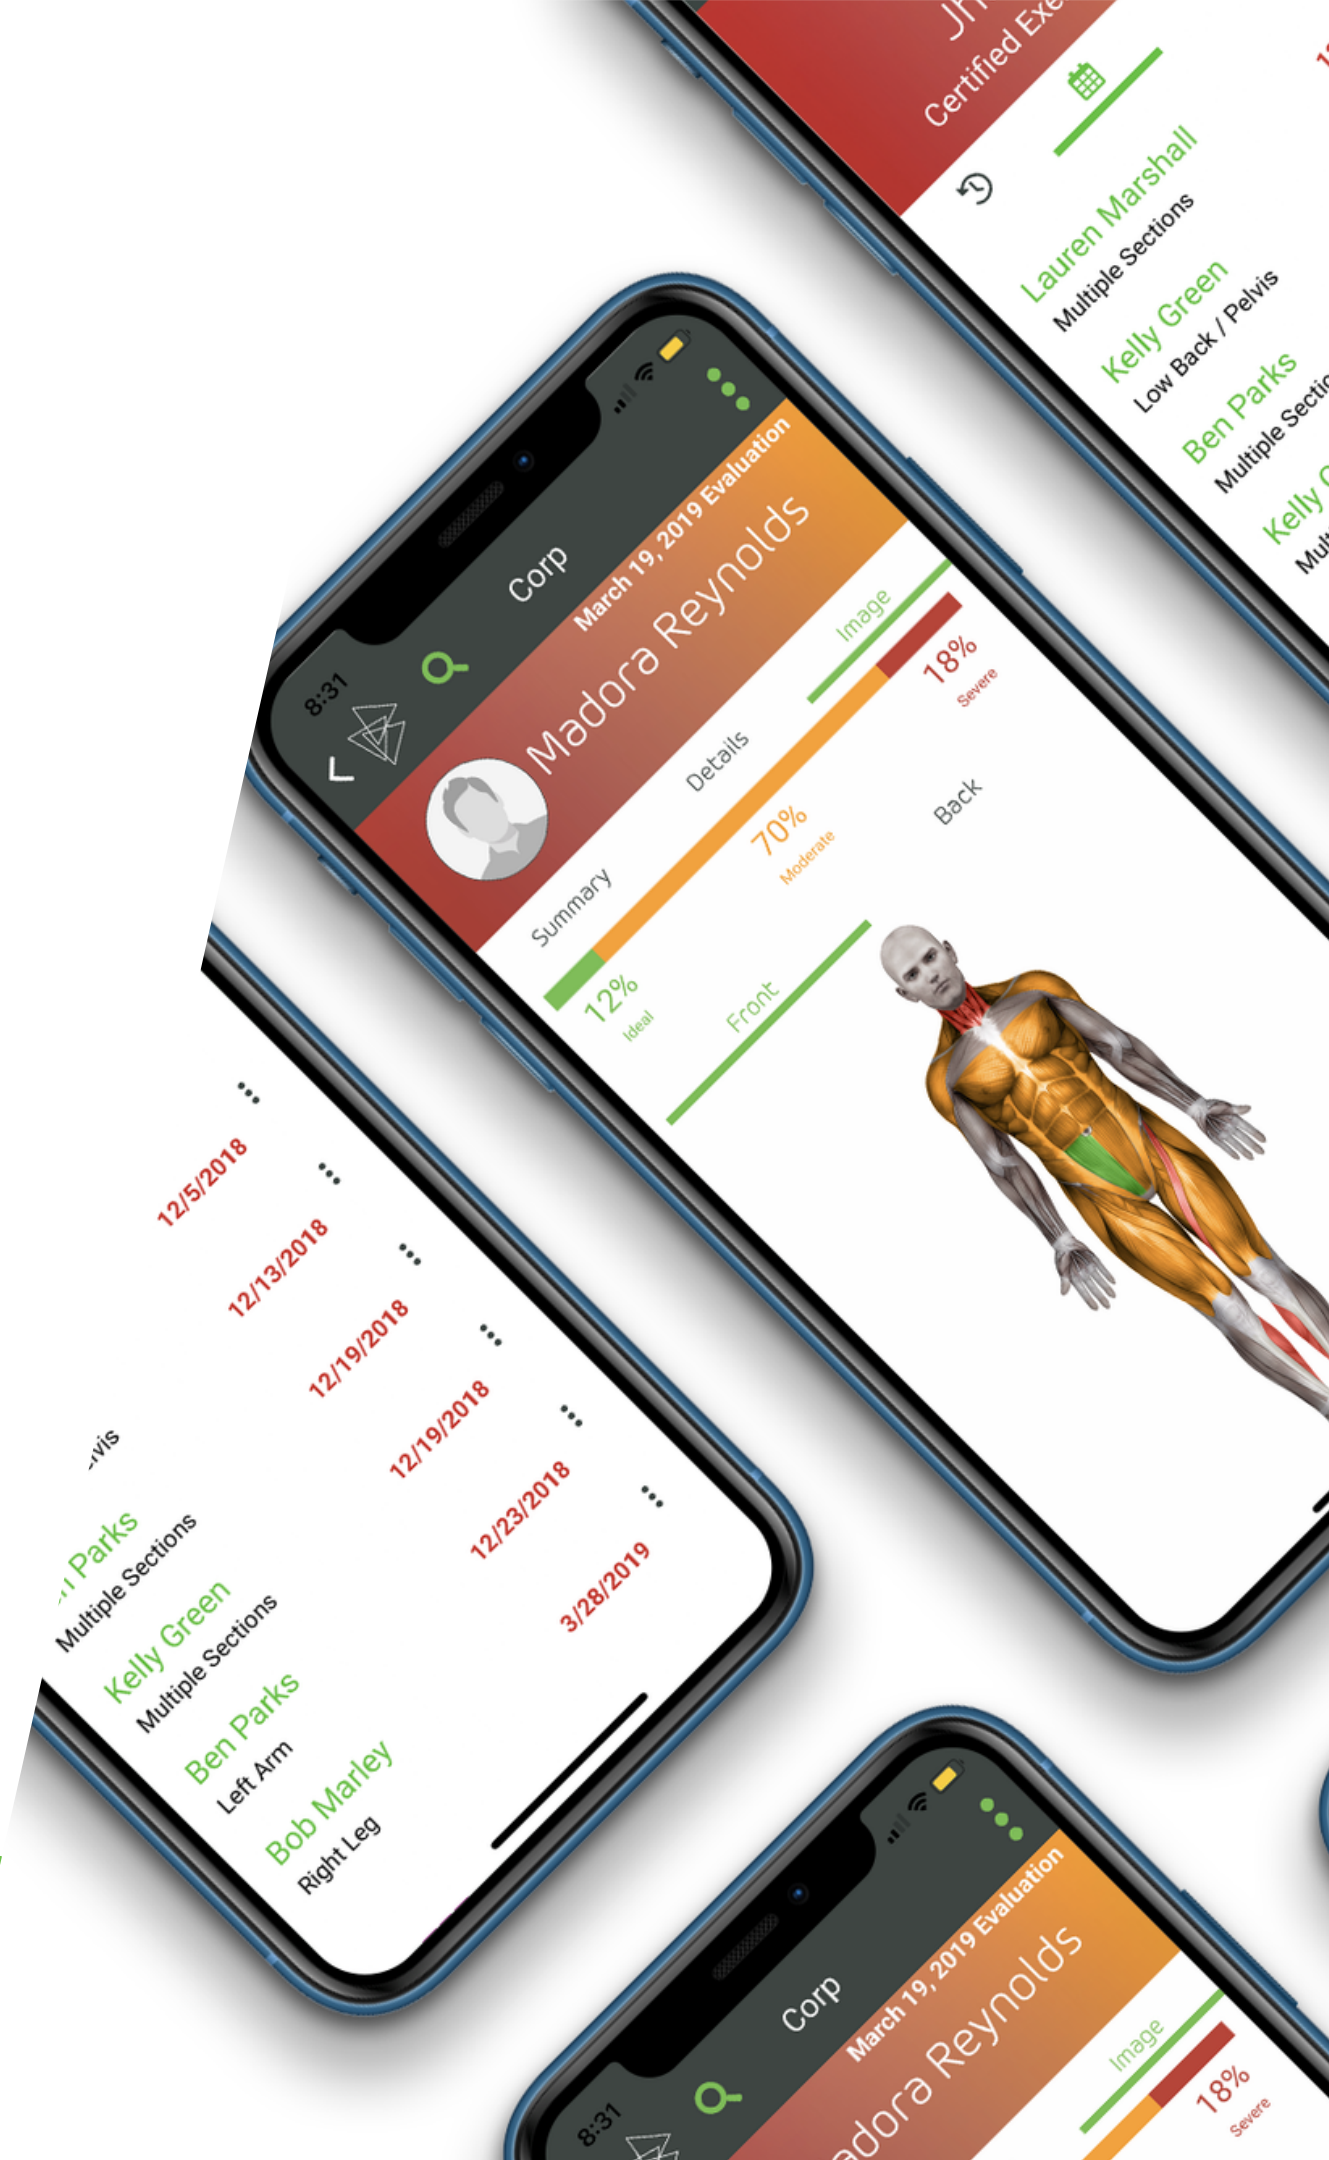 Certified
Lauren Marshall
Multiple Sections
Kelly Green
Low Back / Pelvis
Ben Parks
Multiple
Kelly
8:31
Corp
March 19, 2019 Evaluation
Madora Reynolds
Summary
Details
Image
12%
Ideal
70%
Moderate
18%
Severe
Front
Back
12/5/2018
12/13/2018
12/19/2018
Parks
Multiple Sections
12/19/2018
Kelly Green
Multiple Sections
12/23/2018
Ben Parks
Left Arm
3/28/2019
Bob Marley
Right Leg
8:31
Corp
March 19, 2019 Evaluation
Reynolds
Image
18%
Severe